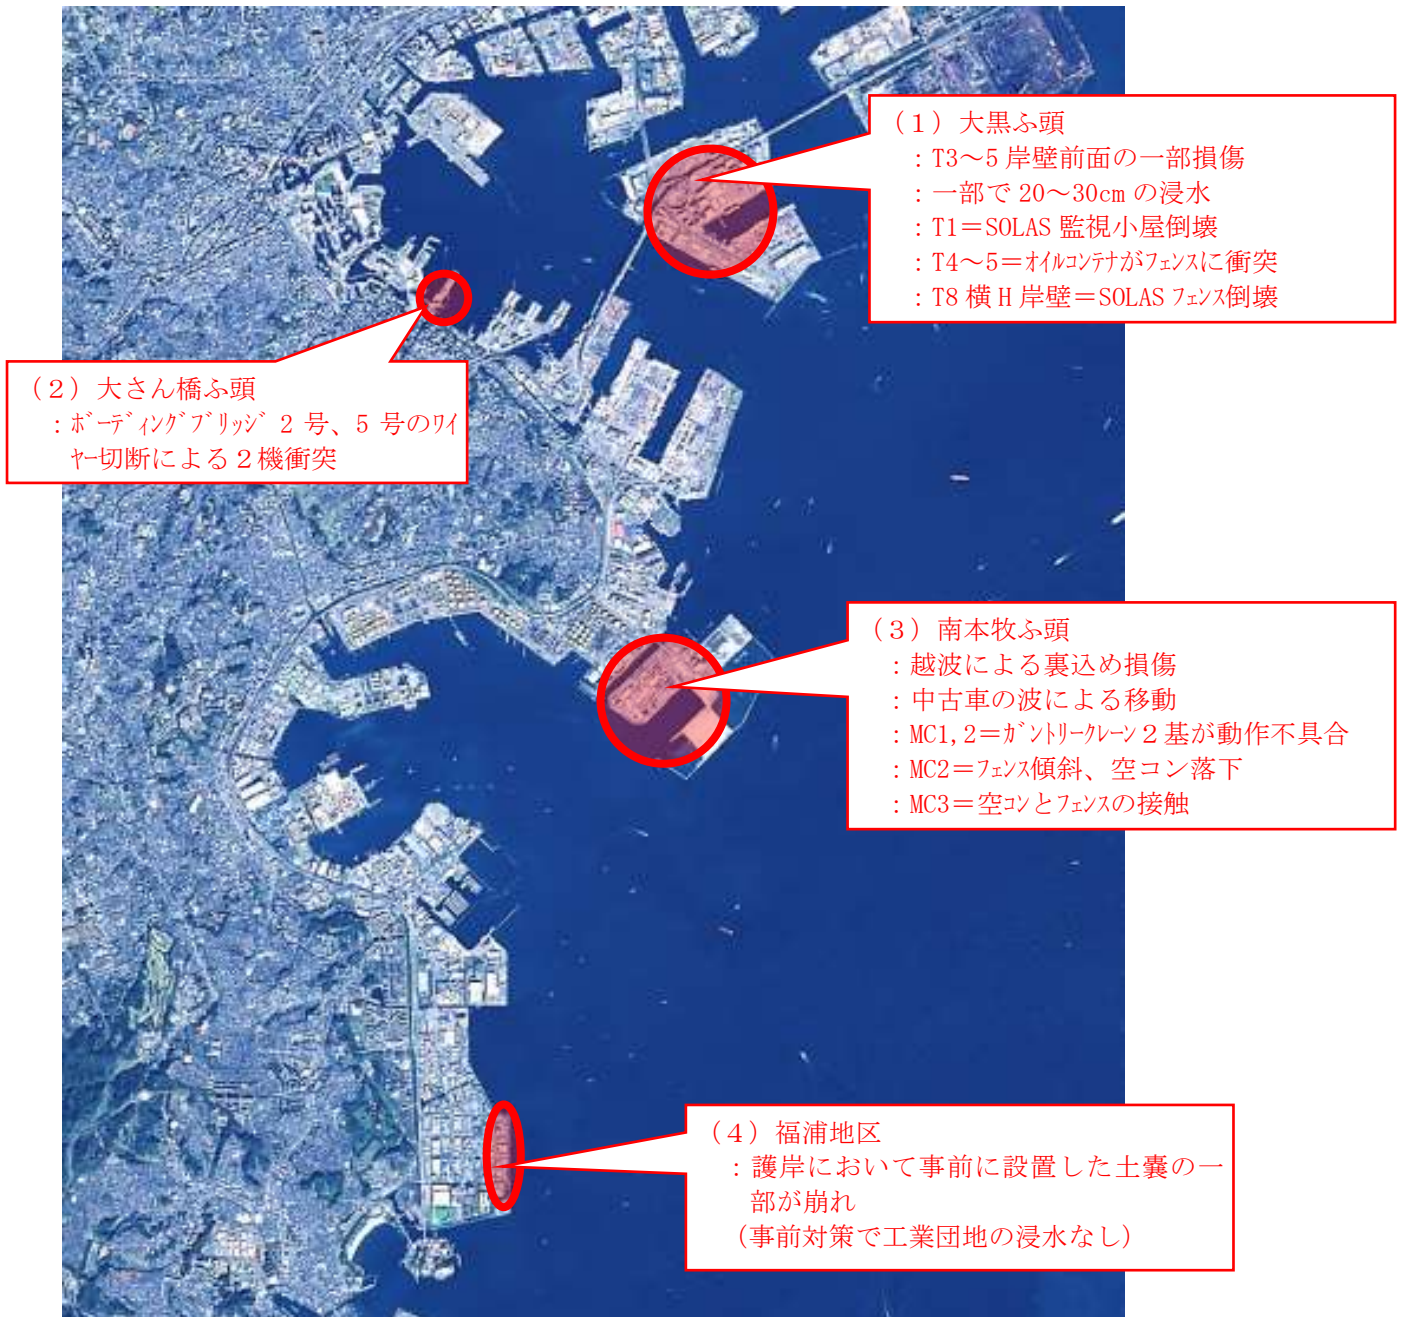 （１）大黒ふ頭
：T3～5 岸壁前面の一部損傷
：一部で 20～30cm の浸水
：T1＝SOLAS 監視小屋倒壊
：T4～5＝ｵｲﾙｺﾝﾃﾅがﾌｪﾝｽに衝突
：T8 横 H 岸壁＝SOLAS ﾌｪﾝｽ倒壊
（２）大さん橋ふ頭
：ﾎﾞｰﾃﾞｨﾝｸﾞﾌﾞﾘｯｼﾞ 2 号、5 号のﾜｲ
ﾔｰ切断による２機衝突
（３）南本牧ふ頭
：越波による裏込め損傷
：中古車の波による移動
：MC1,2＝ｶﾞﾝﾄﾘｰｸﾚｰﾝ２基が動作不具合
：MC2＝ﾌｪﾝｽ傾斜、空コン落下
：MC3＝空ｺﾝとﾌｪﾝｽの接触
（４）福浦地区
：護岸において事前に設置した土嚢の一
部が崩れ
（事前対策で工業団地の浸水なし）